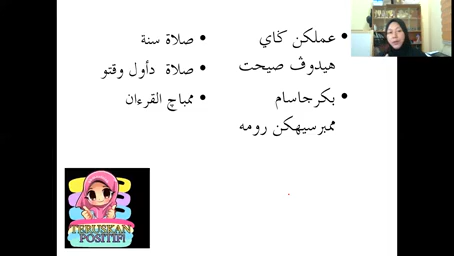 عملكن ݢاي
هيدوڤ صيحت
بكرجاسام
ممبرسيهكن رومه
صلاة سنة
صلاة دأول وقتو
ممباچ القرءان
TERUSKAN
POSITIF!